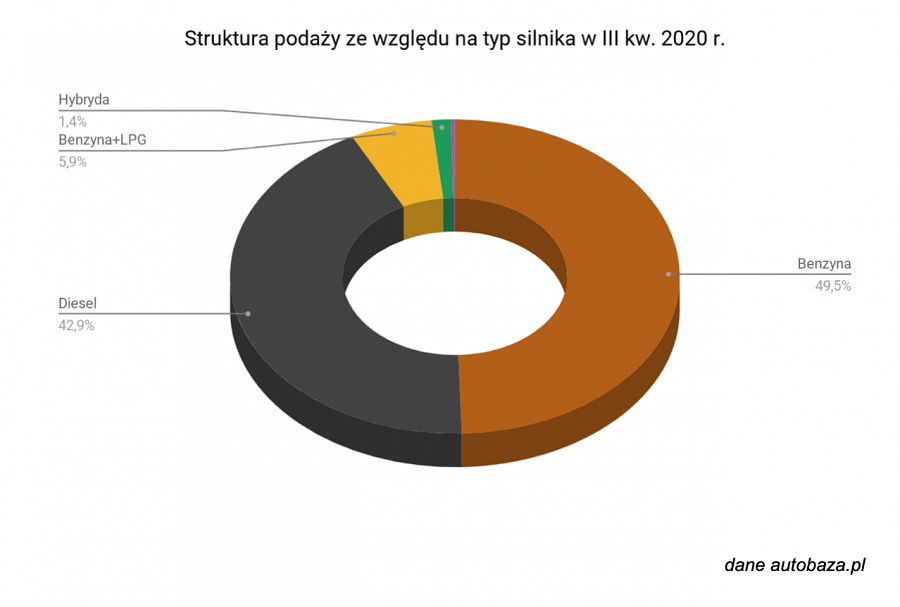 Struktura podaży ze względu na typ silnika w III kw. 2020 r.
Hybryda
1,4%
Benzyna+LPG
5,9%
Benzyna
49,5%
Diesel
42,9%
dane autobaza.pl